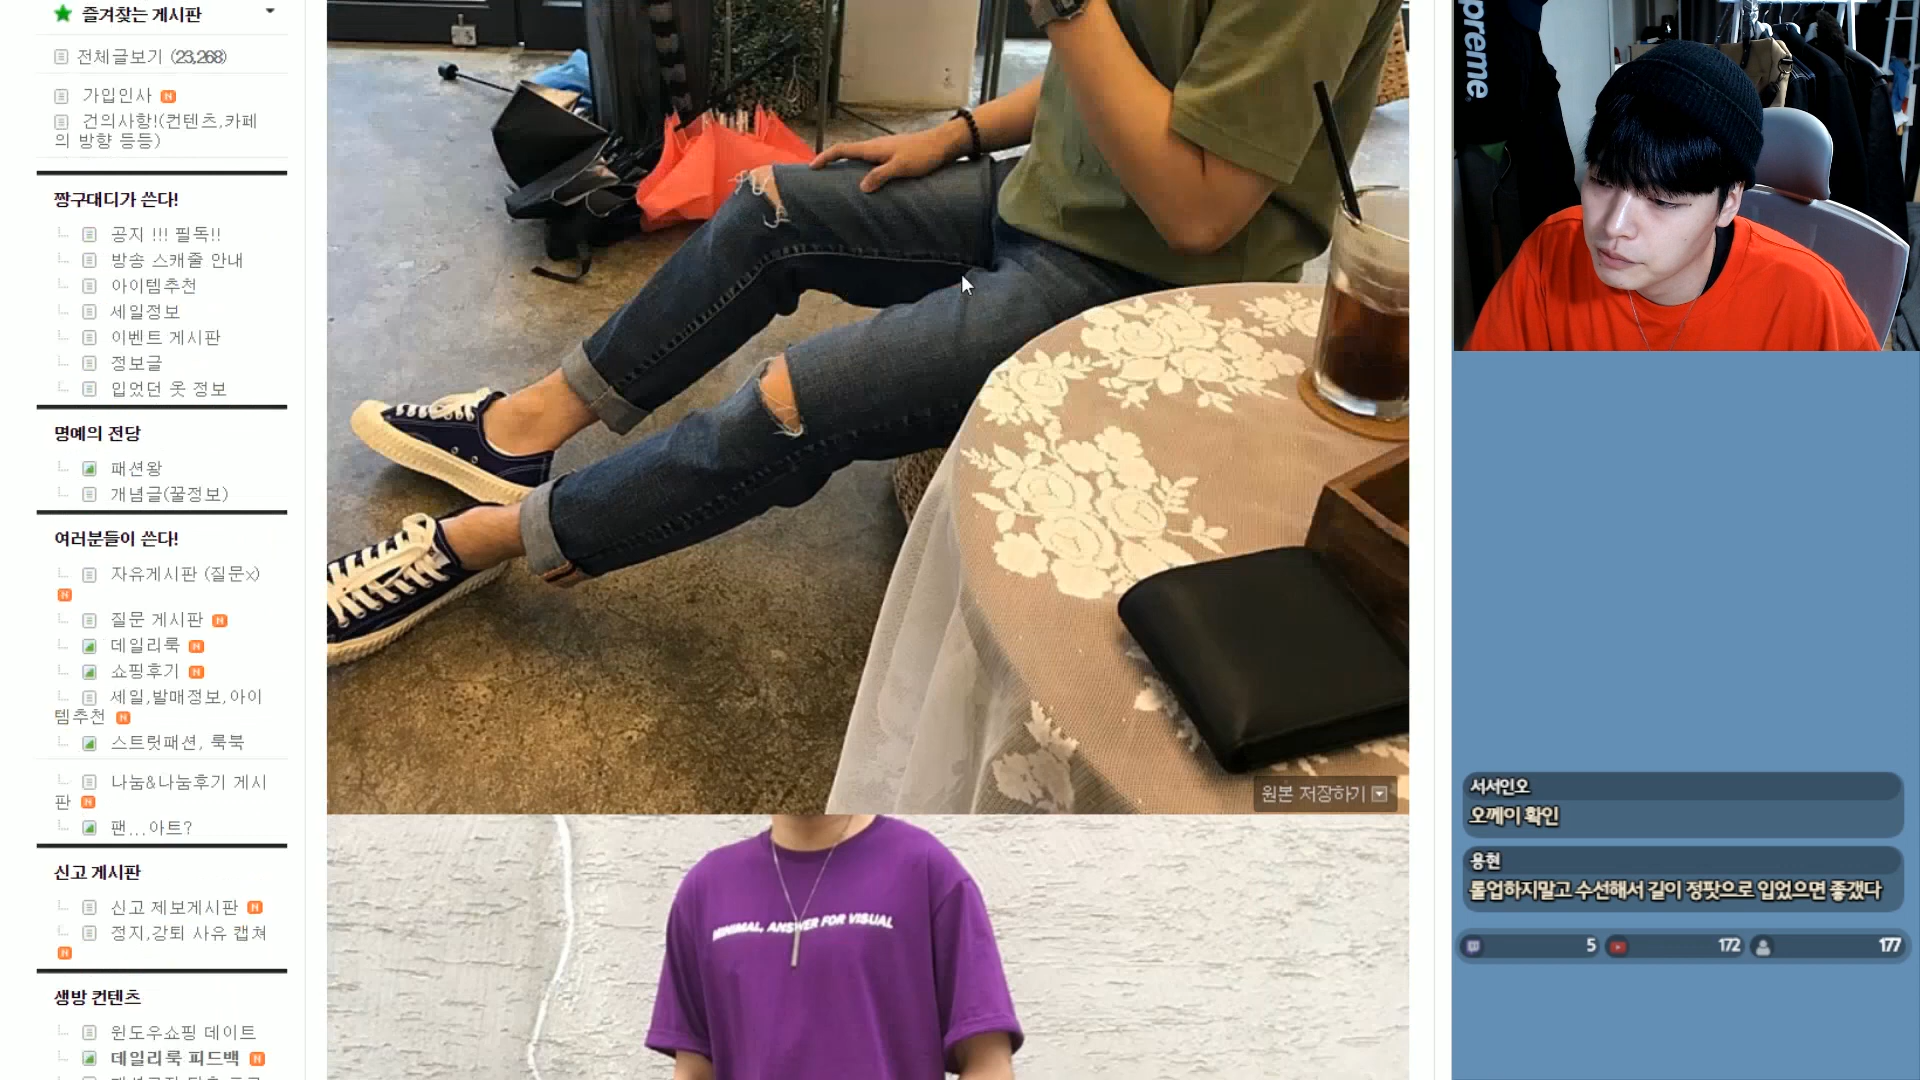 즐겨찾는 게시판
전체글보기 (23,268)
가입인사 N
건의사항!(컨텐츠,카페
의 방향 등등)
짱구대디가 쓴다!
공지 !!! 필독!!
방송 스캐줄 안내
아이템추천
세일정보
이벤트 게시판
정보글
입었던 옷 정보
명예의 전당
패션왕
개념글(꿀정보)
여러분들이 쓴다!
자유게시판 (질문x)
N
질문 게시판 N
데일리룩 N
쇼핑후기 N
세일,발매정보,아이
템추천 N
스트릿패션, 룩북
나눔&나눔후기 게시
판 N
팬...아트?
신고 게시판
신고 제보게시판 N
정지,강퇴 사유 캡쳐
N
생방 컨텐츠
윈도우쇼핑 데이트
데일리룩 피드백 N
원본 저장하기
MINIMAL, ANSWER FOR VISUAL
preme
서서인오
오께이 확인
용현
롤업하지말고 수선해서 길이 정팟으로 입었으면 좋갰다
5 172 177